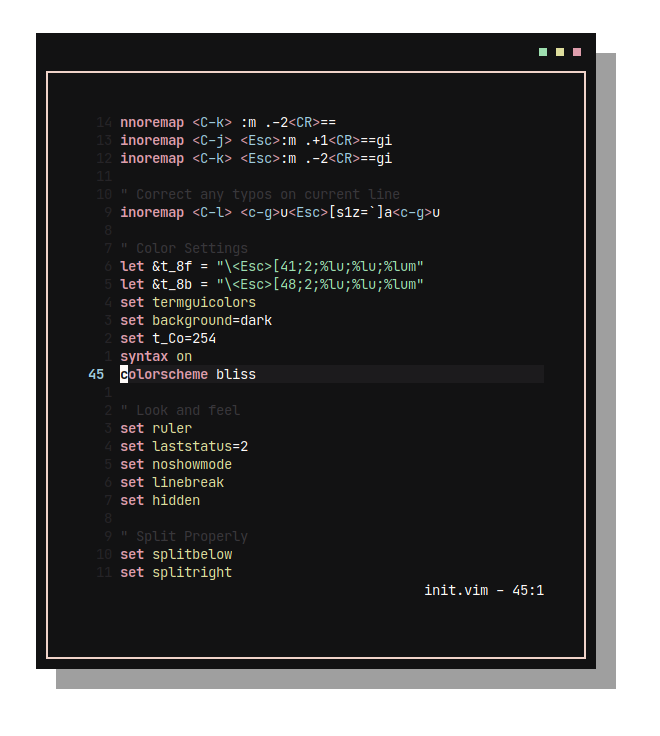 14 nnoremap <C-k> :m .-2<CR>==
13 inoremap <C-j> <Esc>:m .+1<CR>==gi
12 inoremap <C-k> <Esc>:m .-2<CR>==gi
11
10 " Correct any typos on current line
9 inoremap <C-l> <c-g>u<Esc>[s1z=`]a<c-g>u
8
7 " Color Settings
6 let &t_8f = "\<Esc>[41;2;%lu;%lu;%lum"
5 let &t_8b = "\<Esc>[48;2;%lu;%lu;%lum"
4 set termguicolors
3 set background=dark
2 set t_Co=254
1 syntax on
45 colorscheme bliss
1
2 " Look and feel
3 set ruler
4 set laststatus=2
5 set noshowmode
6 set linebreak
7 set hidden
8
9 " Split Properly
10 set splitbelow
11 set splitright
init.vim - 45:1